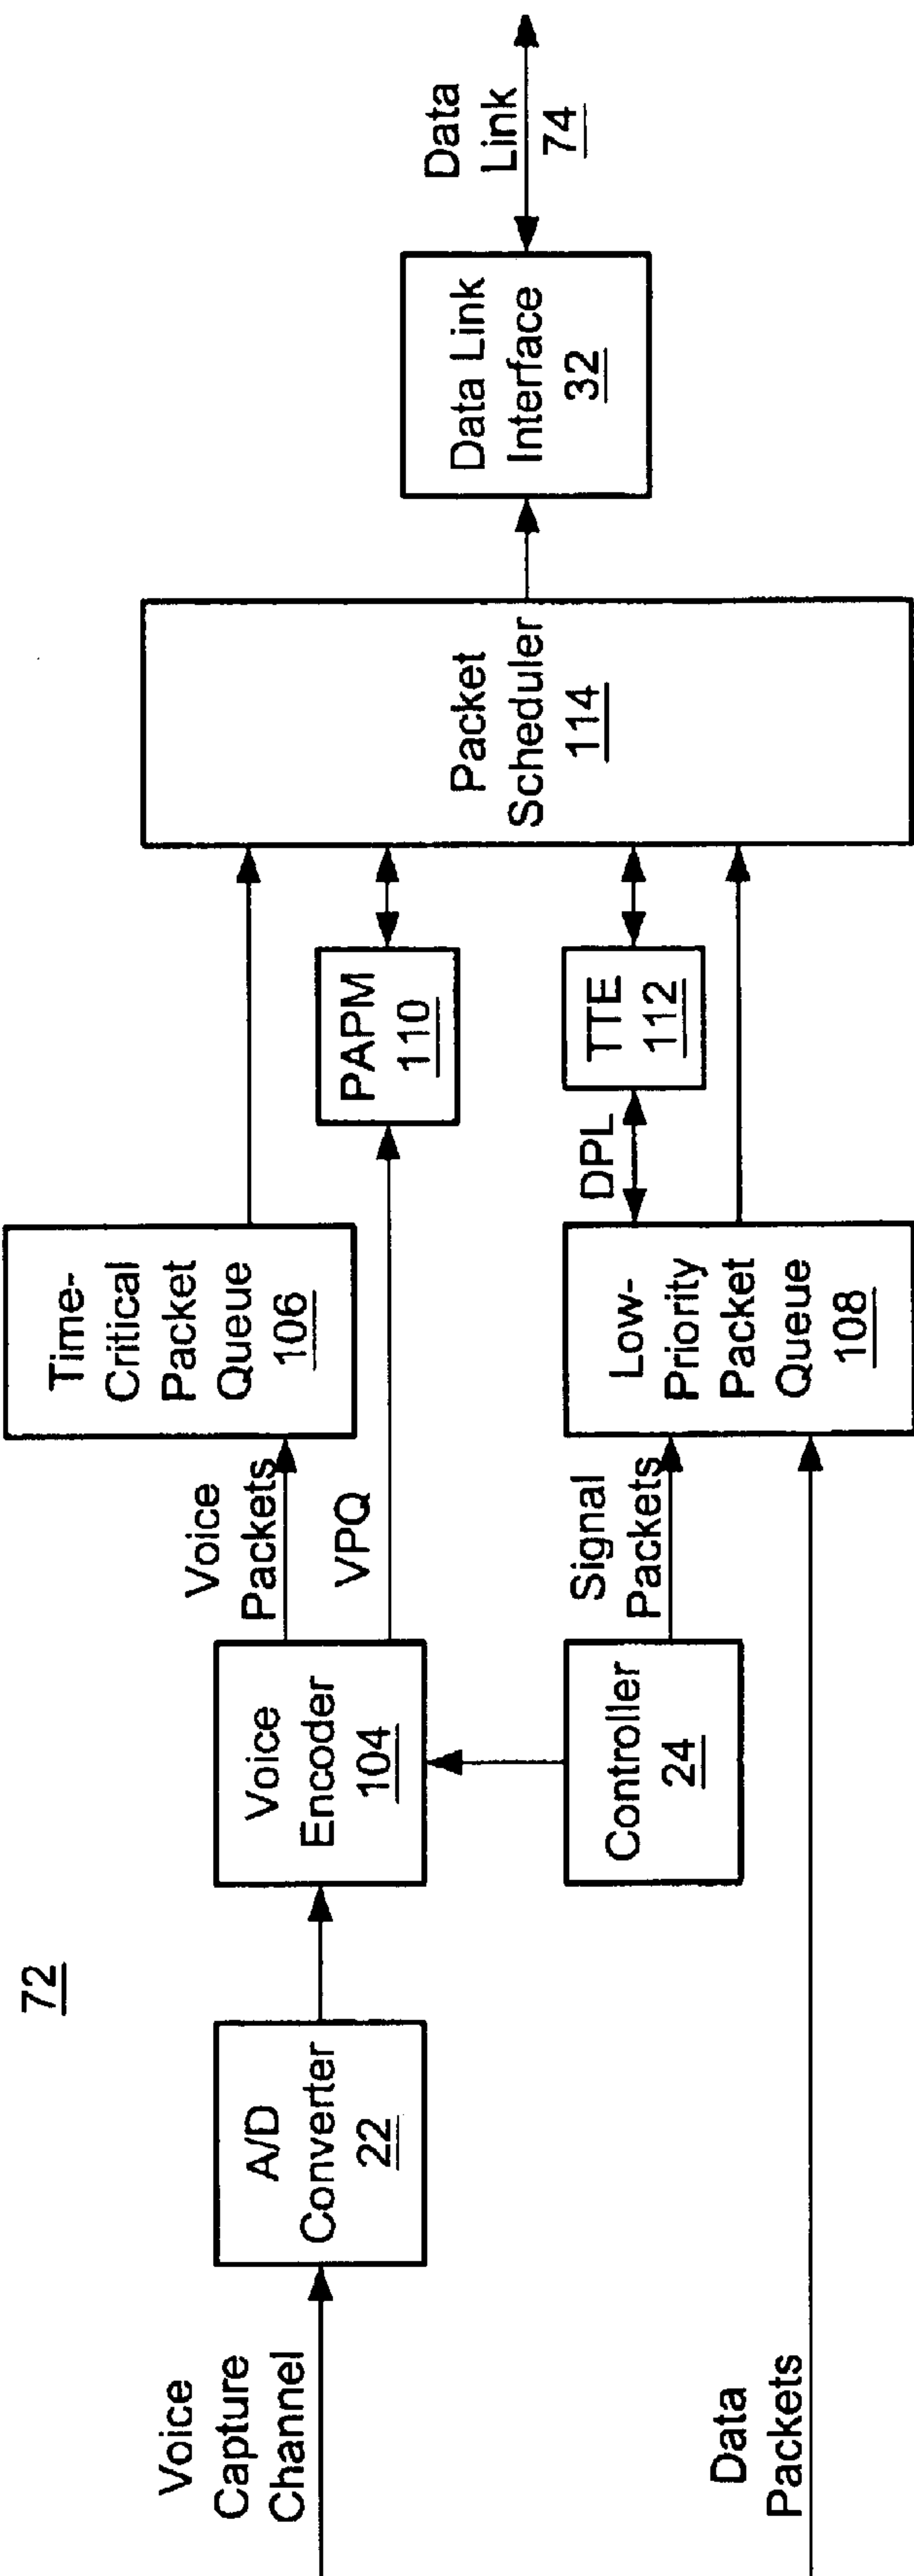 72
Voice
Capture
Channel
A/D
Converter
22
Voice
Encoder
104
Voice
Packets
VPQ
Time-
Critical
Packet
Queue
106
PAPM
110
Controller
24
Signal
Packets
Data
Packets
Low-
Priority
Packet
Queue
108
DPL
TTE
112
Packet
Scheduler
114
Data Link
Interface
32
Data
Link
74